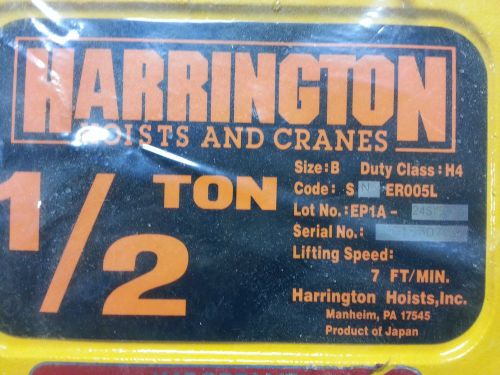 HARRINGTON
HOISTS AND CRANES
1/2 TON
Size: B Duty Class: H4
Code: S N ER005L
Lot No.: EP1A-
Serial No.:
Lifting Speed:
7 FT/MIN.
Harrington Hoists, Inc.
Manheim, PA 17545
Product of Japan